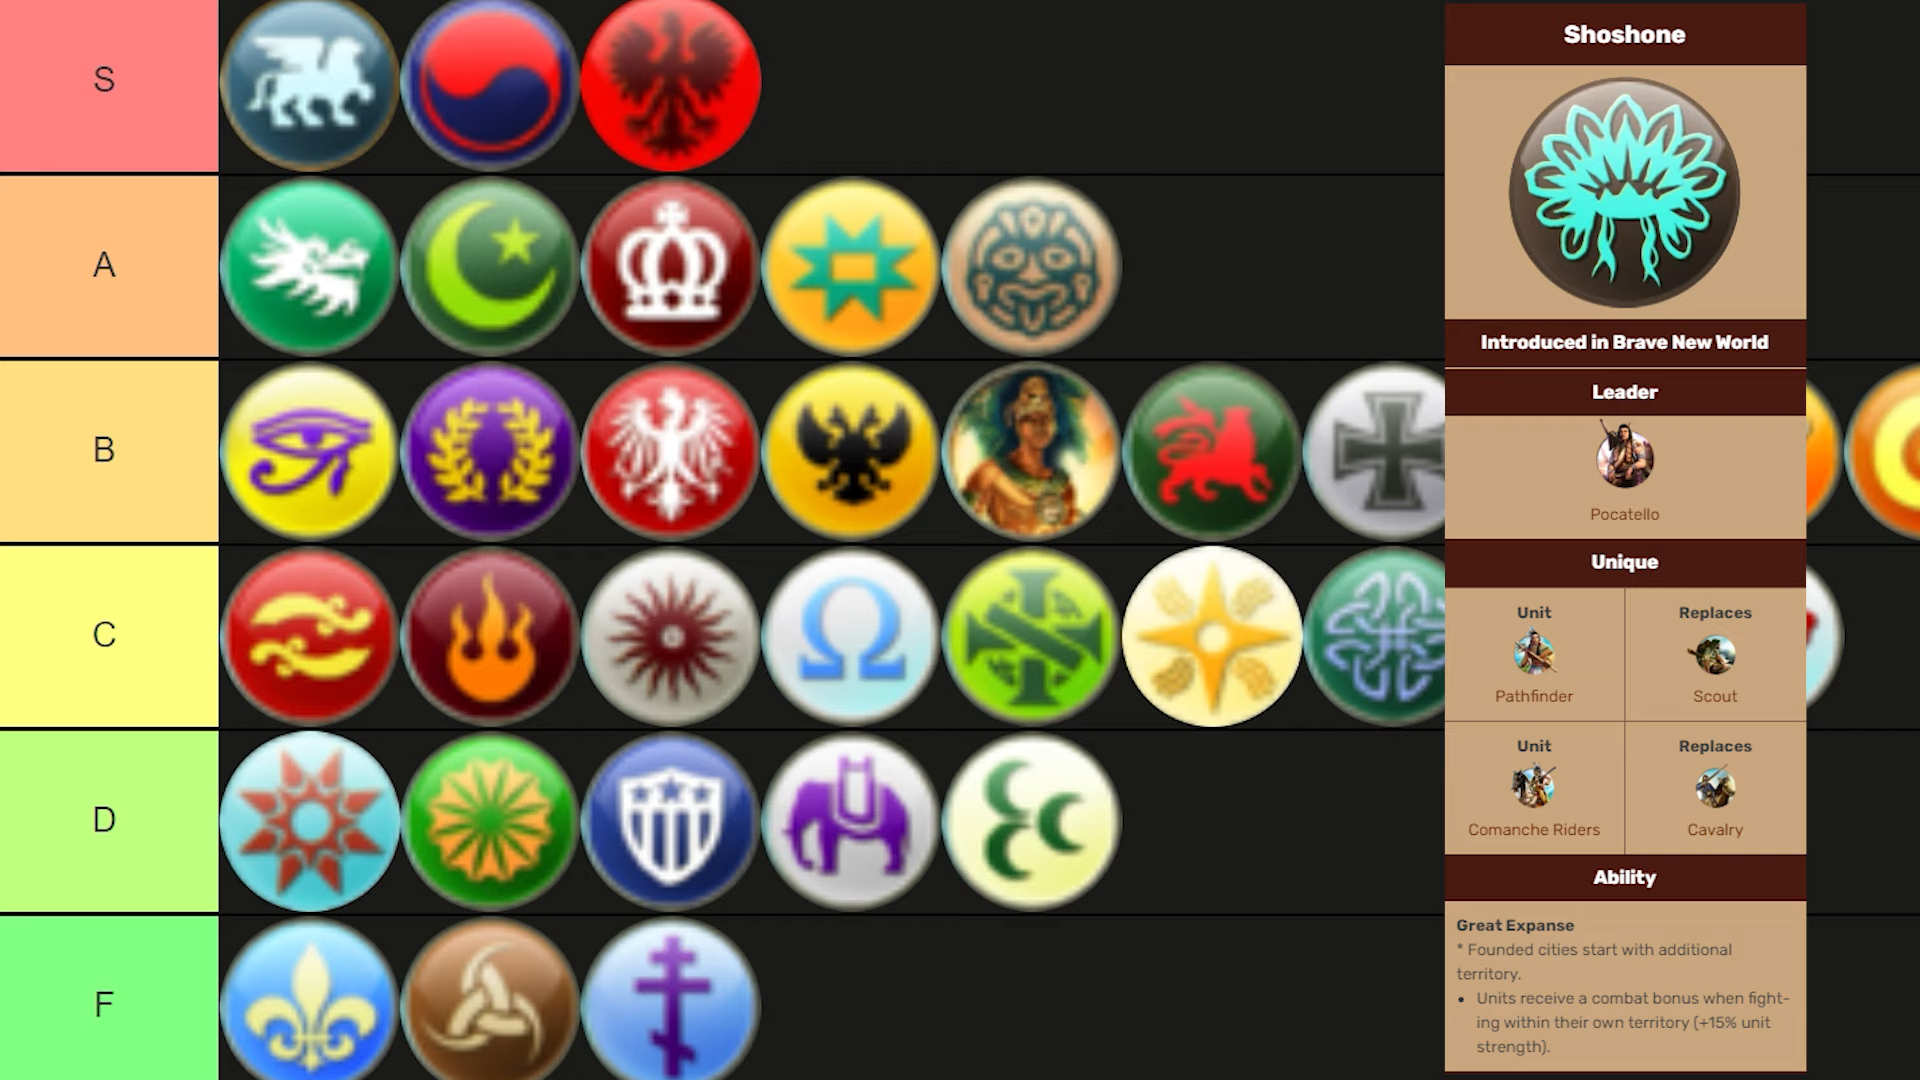 S
A
B
C
D
F
Shoshone
Introduced in Brave New World
Leader
Pocatello
Unique
Unit Replaces
Pathfinder Scout
Unit Replaces
Comanche Riders Cavalry
Ability
Great Expanse
* Founded cities start with additional
territory.
• Units receive a combat bonus when fight-
ing within their own territory (+15% unit
strength).